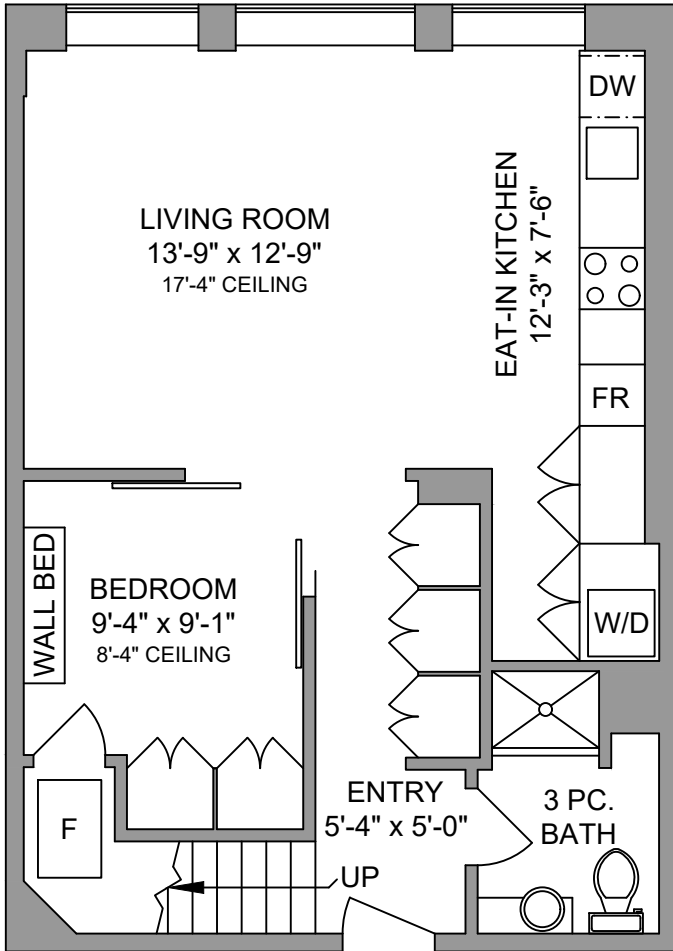 DW
LIVING ROOM
13'-9" x 12'-9"
17'-4" CEILING
EAT-IN KITCHEN
12'-3" x 7'-6"
FR
WALL BED
BEDROOM
9'-4" x 9'-1"
8'-4" CEILING
W/D
F
ENTRY
5'-4" x 5'-0"
3 PC.
BATH
UP